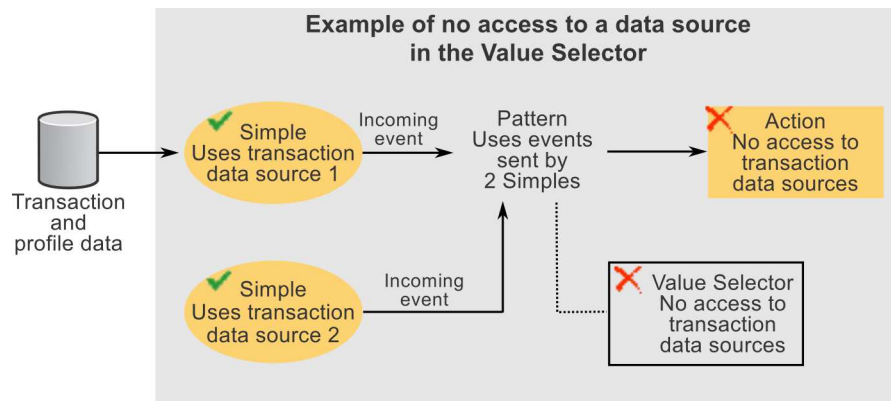 Example of no access to a data source
in the Value Selector
Transaction
and
profile data
Simple
Uses transaction
data source 1
Incoming
event
Pattern
Uses events
sent by
2 Simples
Action
No access to
transaction
data sources
Simple
Uses transaction
data source 2
Incoming
event
Value Selector
No access to
transaction
data sources